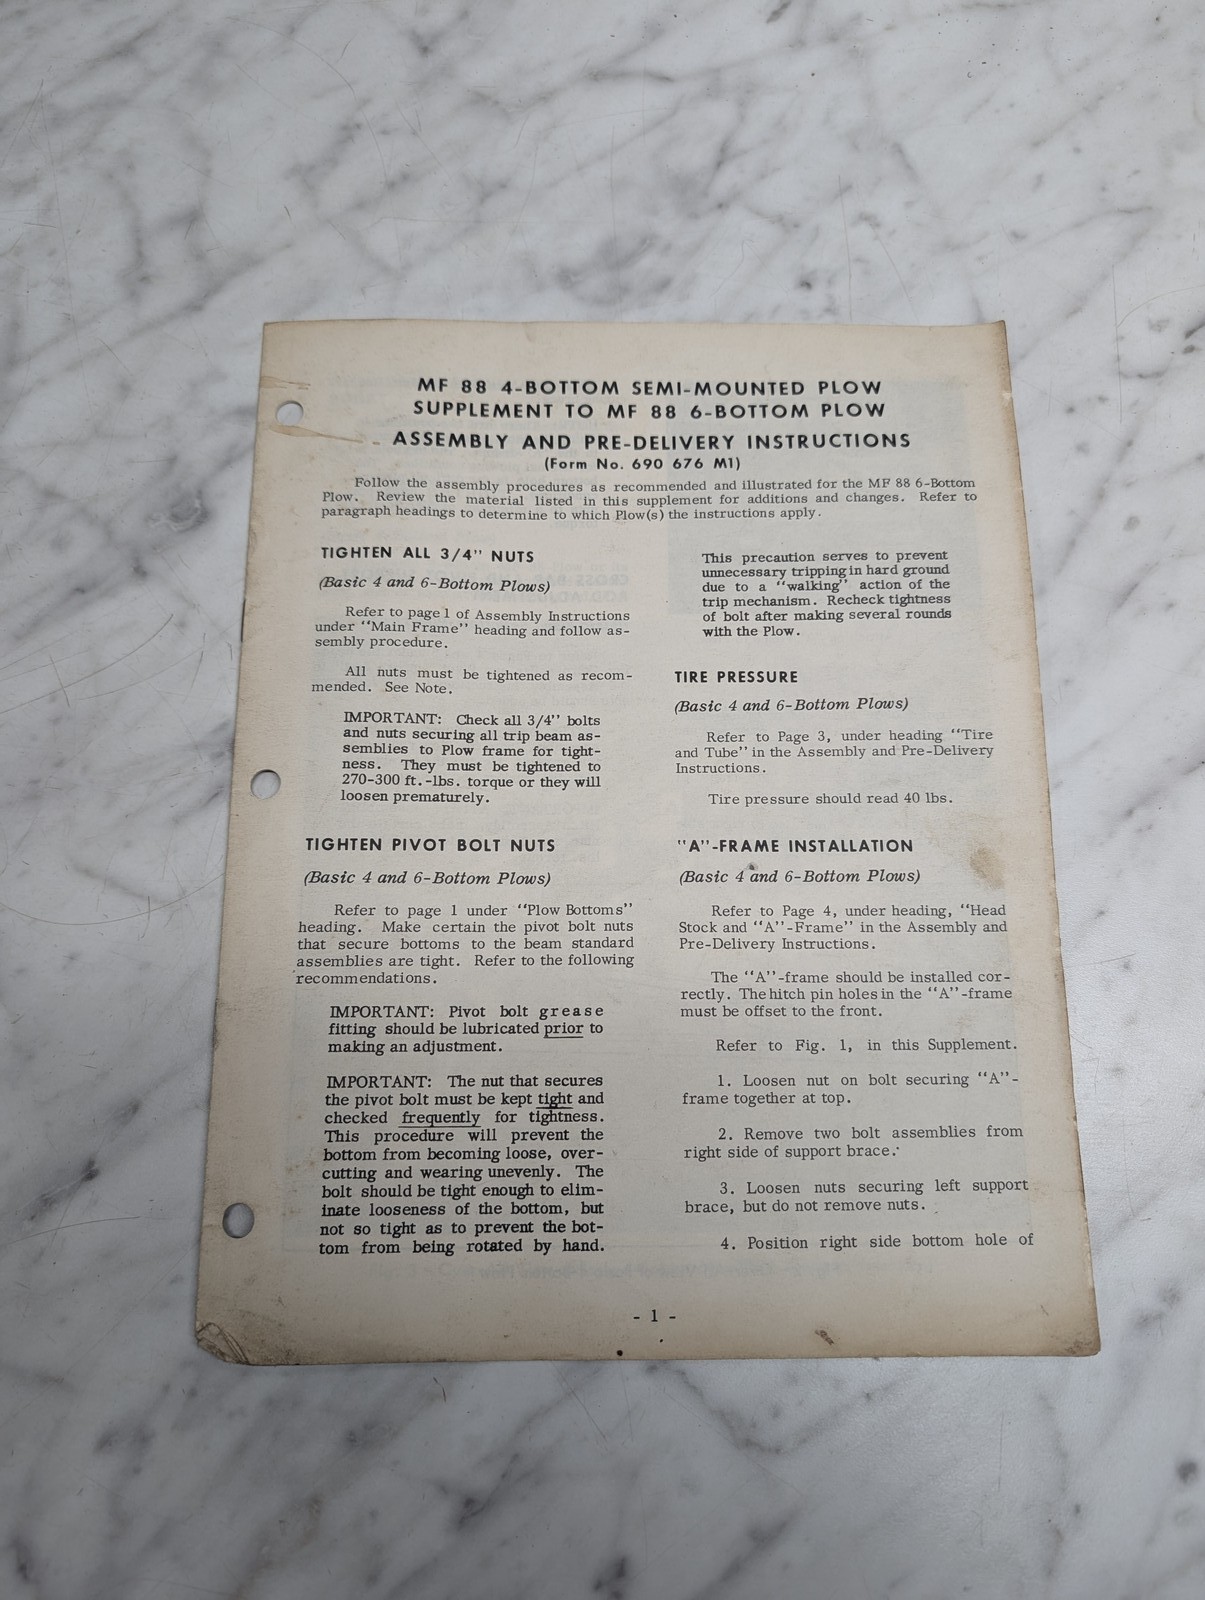 MF 88 4-BOTTOM SEMI-MOUNTED PLOW
SUPPLEMENT TO MF 88 6-BOTTOM PLOW
ASSEMBLY AND PRE-DELIVERY INSTRUCTIONS
(Form No. 690 676 M1)
Follow the assembly procedures as recommended and illustrated for the MF 88 6-Bottom
Plow. Review the material listed in this supplement for additions and changes. Refer to
paragraph headings to determine to which Plow(s) the instructions apply.
TIGHTEN ALL 3/4" NUTS
(Basic 4 and 6-Bottom Plows)
Refer to page 1 of Assembly Instructions
under "Main Frame" heading and follow as-
sembly procedure.
All nuts must be tightened as recom-
mended. See Note.
IMPORTANT: Check all 3/4" bolts
and nuts securing all trip beam as-
semblies to Plow frame for tight-
ness. They must be tightened to
270-300 ft.-lbs. torque or they will
loosen prematurely.
TIGHTEN PIVOT BOLT NUTS
(Basic 4 and 6-Bottom Plows)
Refer to page 1 under "Plow Bottoms"
heading. Make certain the pivot bolt nuts
that secure bottoms to the beam standard
assemblies are tight. Refer to the following
recommendations.
IMPORTANT: Pivot bolt grease
fitting should be lubricated prior to
making an adjustment.
IMPORTANT: The nut that secures
the pivot bolt must be kept tight and
checked frequently for tightness.
This procedure will prevent the
bottom from becoming loose, over-
cutting and wearing unevenly. The
bolt should be tight enough to elim-
inate looseness of the bottom, but
not so tight as to prevent the bot-
tom from being rotated by hand.
This precaution serves to prevent
unnecessary tripping in hard ground
due to a "walking" action of the
trip mechanism. Recheck tightness
of bolt after making several rounds
with the Plow.
TIRE PRESSURE
(Basic 4 and 6-Bottom Plows)
Refer to Page 3, under heading "Tire
and Tube" in the Assembly and Pre-Delivery
Instructions.
Tire pressure should read 40 lbs.
"A"-FRAME INSTALLATION
(Basic 4 and 6-Bottom Plows)
Refer to Page 4, under heading, "Head
Stock and "A"-Frame" in the Assembly and
Pre-Delivery Instructions.
The "A"-frame should be installed cor-
rectly. The hitch pin holes in the "A"-frame
must be offset to the front.
Refer to Fig. 1, in this Supplement.
1. Loosen nut on bolt securing "A"-
frame together at top.
2. Remove two bolt assemblies from
right side of support brace.
3. Loosen nuts securing left support
brace, but do not remove nuts.
4. Position right side bottom hole of
- 1 -